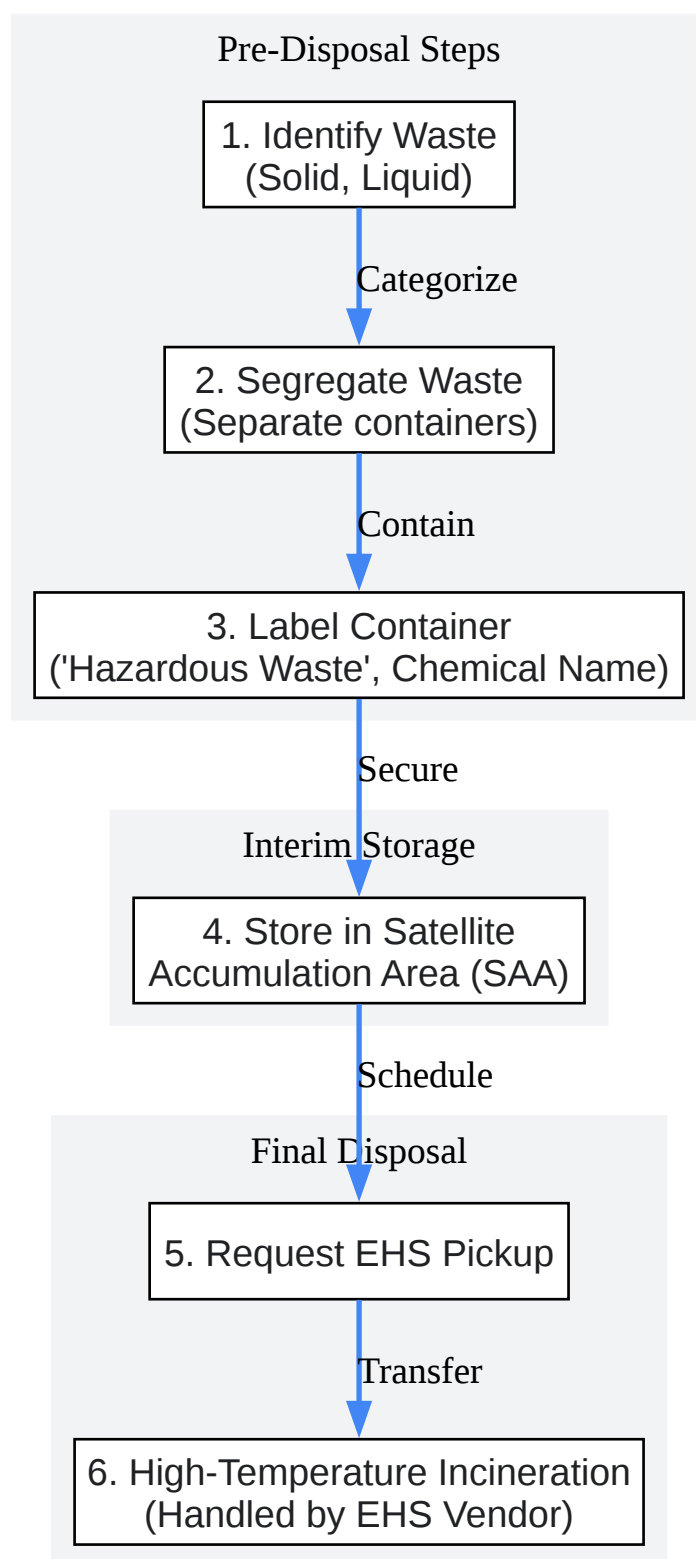 Pre-Disposal Steps
1. Identify Waste
(Solid, Liquid)
Categorize
2. Segregate Waste
(Separate containers)
Contain
3. Label Container
('Hazardous Waste', Chemical Name)
Secure
Interim Storage
4. Store in Satellite
Accumulation Area (SAA)
Schedule
Final Disposal
5. Request EHS Pickup
Transfer
6. High-Temperature Incineration
(Handled by EHS Vendor)